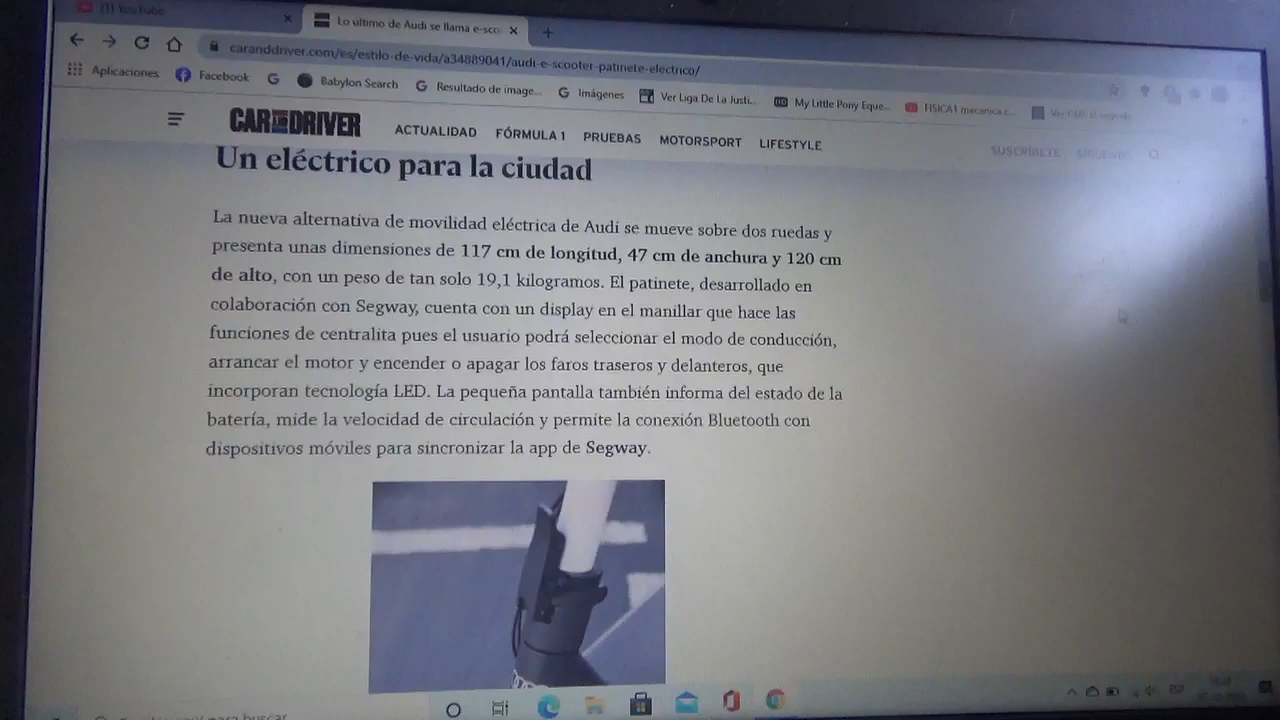 (1) YouTube
Lo último de Audi se llama e-sco
caranddriver.com/es/estilo-de-vida/a34889041/audi-e-scooter-patinete-electrico/
Aplicaciones Facebook Babylon Search Resultado de image... Imágenes Ver Liga De La Justi... My Little Pony Eque... FISICA1 mecanica c...
CAR AND DRIVER ACTUALIDAD FÓRMULA 1 PRUEBAS MOTORSPORT LIFESTYLE SUSCRÍBETE
Un eléctrico para la ciudad
La nueva alternativa de movilidad eléctrica de Audi se mueve sobre dos ruedas y
presenta unas dimensiones de 117 cm de longitud, 47 cm de anchura y 120 cm
de alto, con un peso de tan solo 19,1 kilogramos. El patinete, desarrollado en
colaboración con Segway, cuenta con un display en el manillar que hace las
funciones de centralita pues el usuario podrá seleccionar el modo de conducción,
arrancar el motor y encender o apagar los faros traseros y delanteros, que
incorporan tecnología LED. La pequeña pantalla también informa del estado de la
batería, mide la velocidad de circulación y permite la conexión Bluetooth con
dispositivos móviles para sincronizar la app de Segway.
para buscar